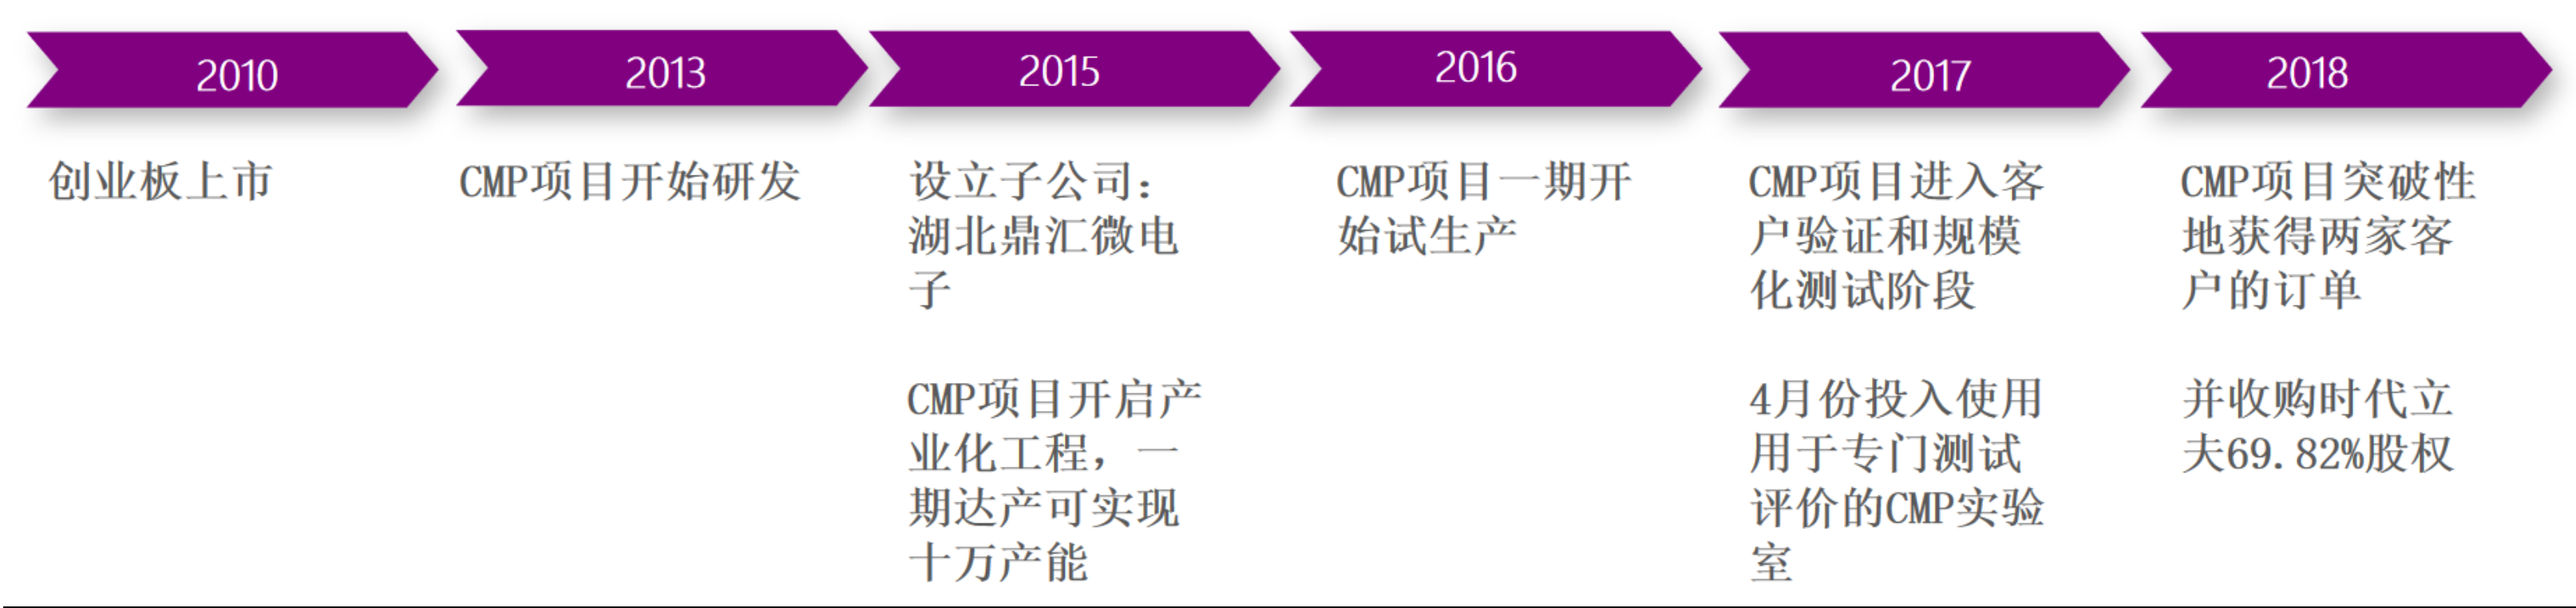 2010
创业板上市
2013
CMP项目开始研发
2015
设立子公司：
湖北鼎汇微电
子
CMP项目开启产
业化工程，一
期达产可实现
十万产能
2016
CMP项目一期开
始试生产
2017
CMP项目进入客
户验证和规模
化测试阶段
4月份投入使用
用于专门测试
评价的CMP实验
室
2018
CMP项目突破性
地获得两家客
户的订单
并收购时代立
夫69.82%股权